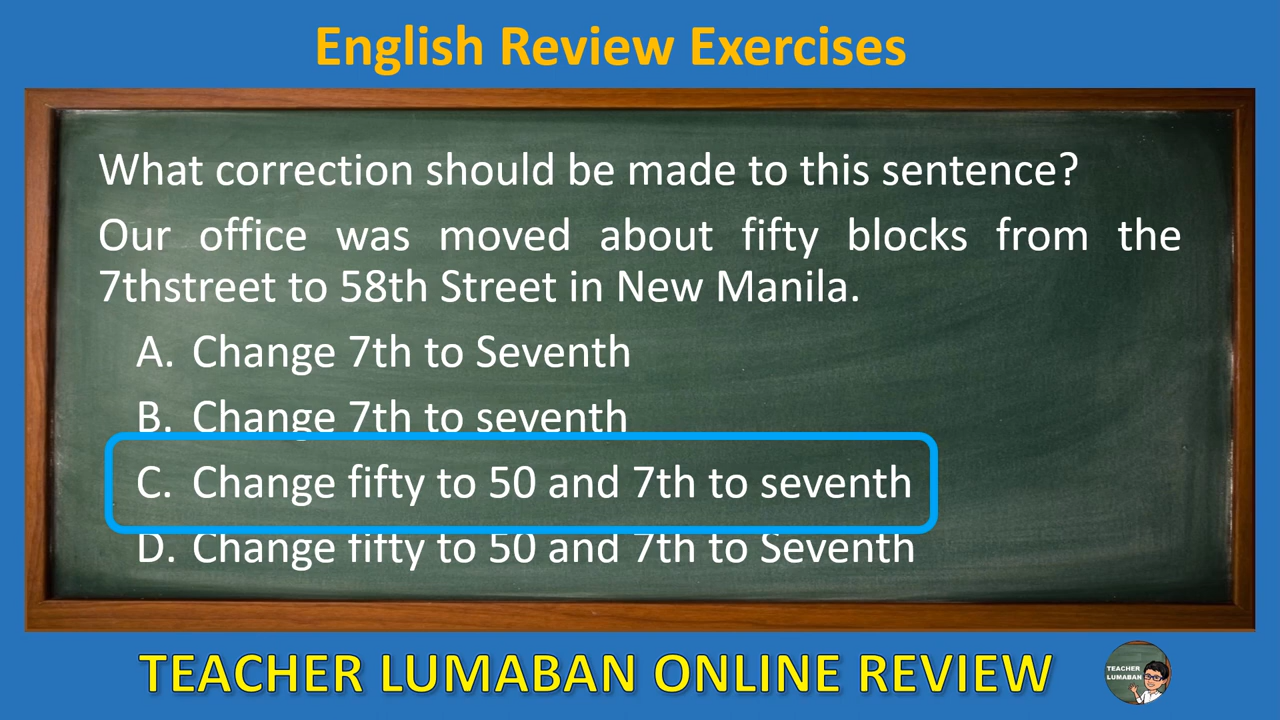 English Review Exercises
What correction should be made to this sentence?
Our office was moved about fifty blocks from the
7thstreet to 58th Street in New Manila.
A. Change 7th to Seventh
B. Change 7th to seventh
C. Change fifty to 50 and 7th to seventh
D. Change fifty to 50 and 7th to Seventh
TEACHER LUMABAN ONLINE REVIEW
TEACHER
LUMABAN